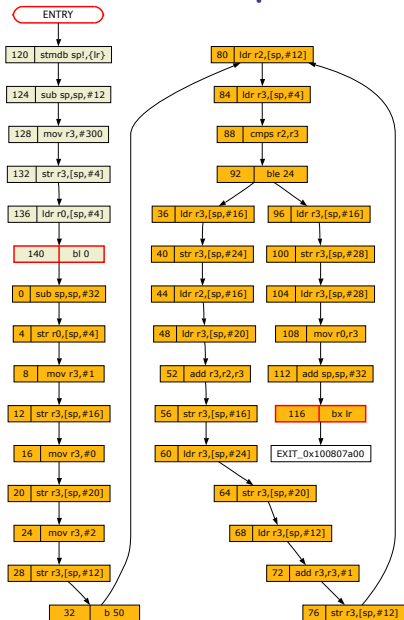 ENTRY
120 stmdb sp!,{lr}
124 sub sp,sp,#12
128 mov r3,#300
132 str r3,[sp,#4]
136 ldr r0,[sp,#4]
140 bl 0
0 sub sp,sp,#32
4 str r0,[sp,#4]
8 mov r3,#1
12 str r3,[sp,#16]
16 mov r3,#0
20 str r3,[sp,#20]
24 mov r3,#2
28 str r3,[sp,#12]
32 b 50
80 ldr r2,[sp,#12]
84 ldr r3,[sp,#4]
88 cmps r2,r3
92 ble 24
36 ldr r3,[sp,#16]
40 str r3,[sp,#24]
44 ldr r2,[sp,#16]
48 ldr r3,[sp,#20]
52 add r3,r2,r3
56 str r3,[sp,#16]
60 ldr r3,[sp,#24]
64 str r3,[sp,#20]
68 ldr r3,[sp,#12]
72 add r3,r3,#1
76 str r3,[sp,#12]
96 ldr r3,[sp,#16]
100 str r3,[sp,#28]
104 ldr r3,[sp,#28]
108 mov r0,r3
112 add sp,sp,#32
116 bx lr
EXIT_0x100807a00